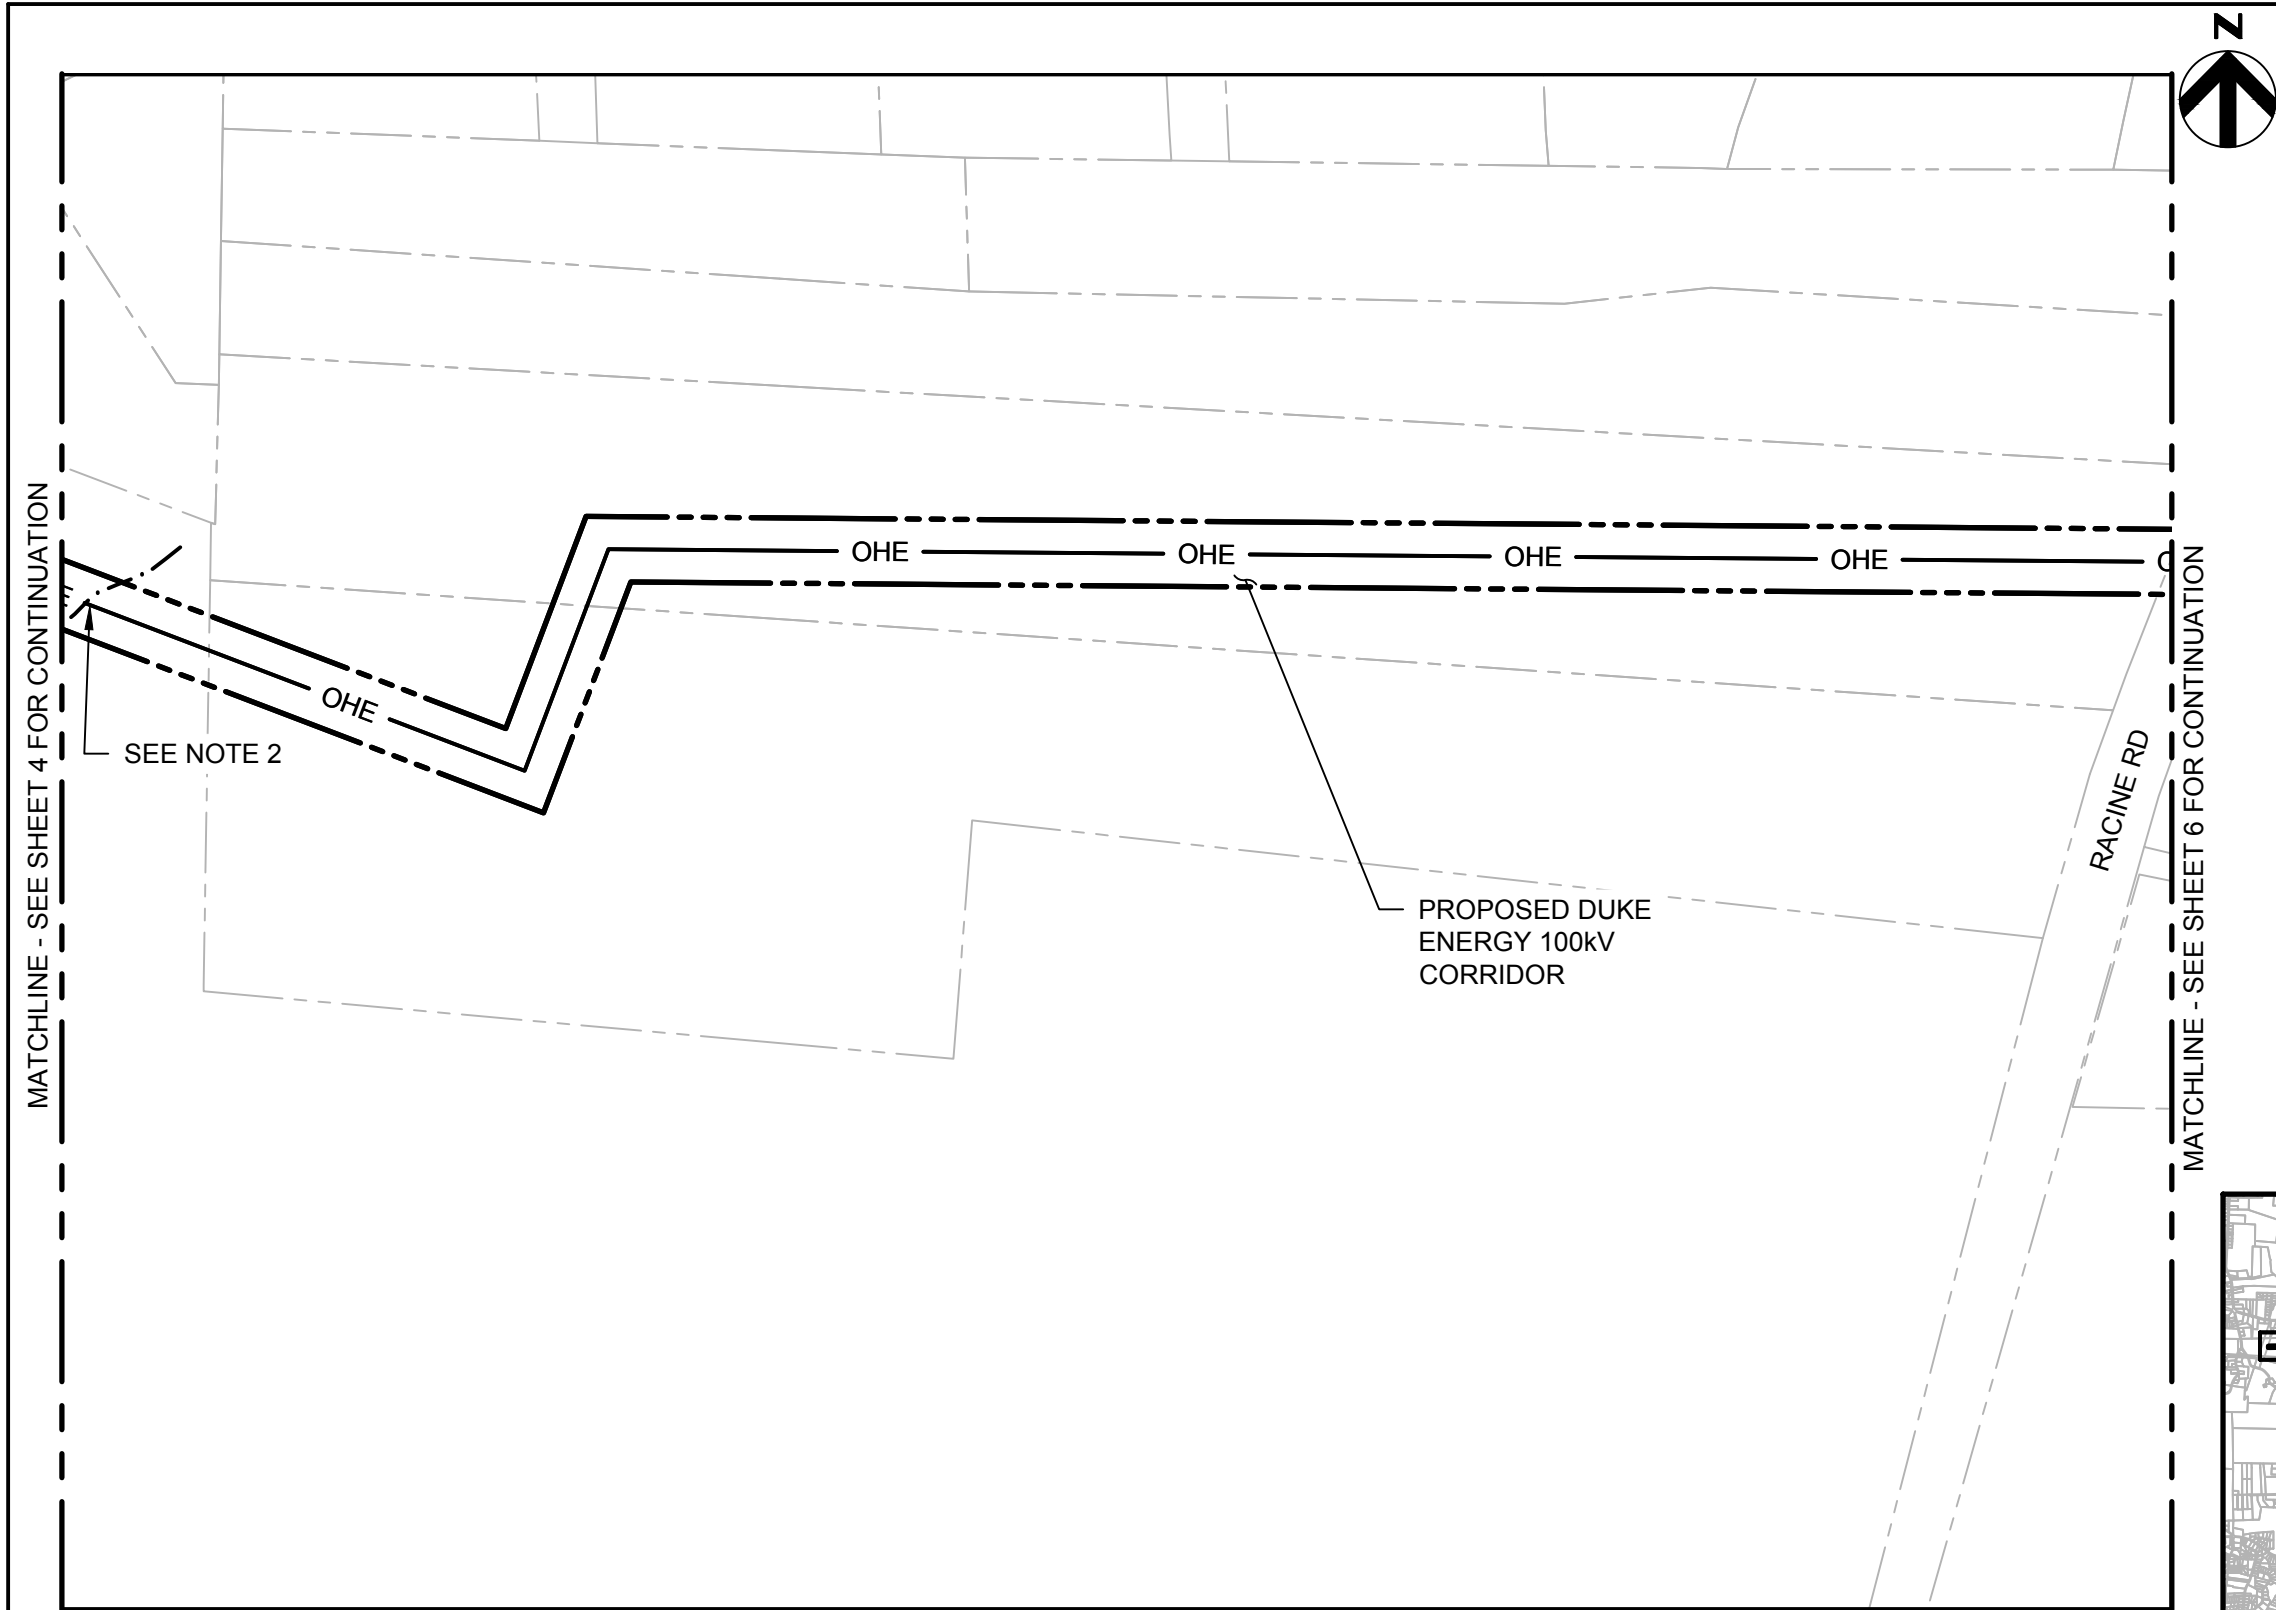 N
MATCHLINE - SEE SHEET 4 FOR CONTINUATION
OHE
OHE
OHE
OHE
OHE
SEE NOTE 2
PROPOSED DUKE
ENERGY 100kV
CORRIDOR
RACINE RD
MATCHLINE - SEE SHEET 6 FOR CONTINUATION